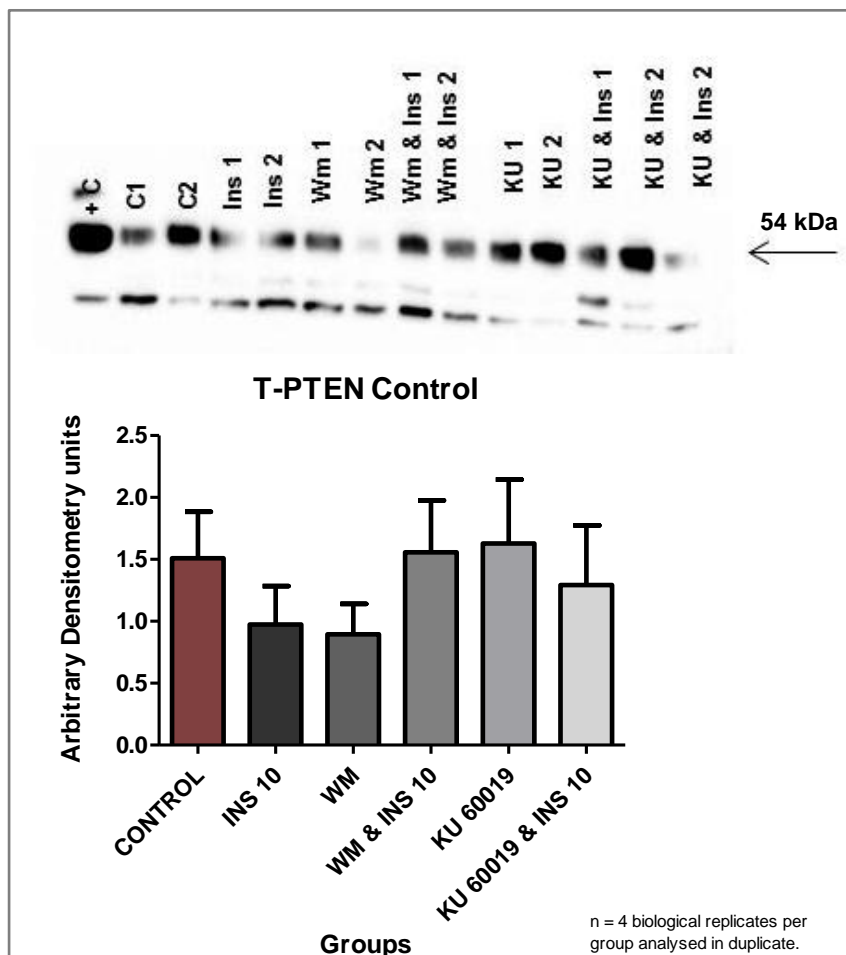 + C
C1
C2
Ins 1
Ins 2
Wm 1
Wm 2
Wm & Ins 1
Wm & Ins 2
KU 1
KU 2
KU & Ins 1
KU & Ins 2
KU & Ins 2
54 kDa
T-PTEN Control
Arbitrary Densitometry units
2.5
2.0
1.5
1.0
0.5
0.0
CONTROL
INS 10
WM
WM & INS 10
KU 60019
KU 60019 & INS 10
Groups
n = 4 biological replicates per
group analysed in duplicate.